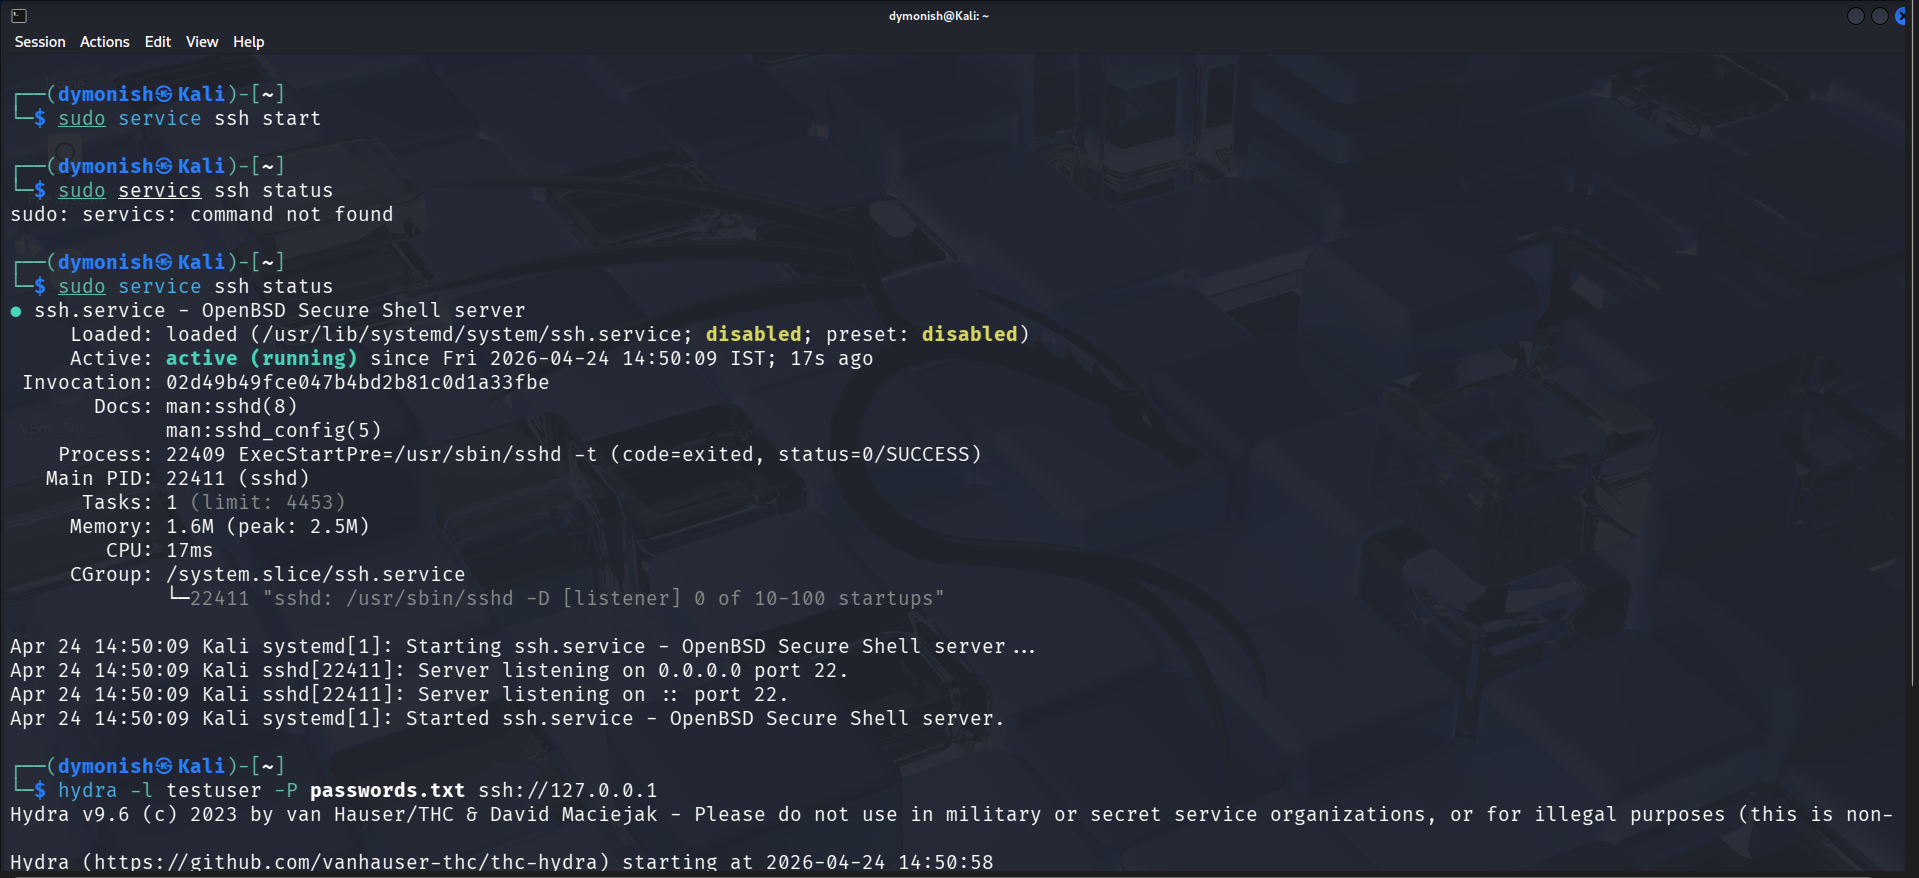 dymonish@Kali: ~
Session Actions Edit View Help
┌──(dymonish㉿Kali)-[~]
└─$ sudo service ssh start
┌──(dymonish㉿Kali)-[~]
└─$ sudo servics ssh status
sudo: servics: command not found
┌──(dymonish㉿Kali)-[~]
└─$ sudo service ssh status
● ssh.service - OpenBSD Secure Shell server
Loaded: loaded (/usr/lib/systemd/system/ssh.service; disabled; preset: disabled)
Active: active (running) since Fri 2026-04-24 14:50:09 IST; 17s ago
Invocation: 02d49b49fce047b4bd2b81c0d1a33fbe
Docs: man:sshd(8)
man:sshd_config(5)
Process: 22409 ExecStartPre=/usr/sbin/sshd -t (code=exited, status=0/SUCCESS)
Main PID: 22411 (sshd)
Tasks: 1 (limit: 4453)
Memory: 1.6M (peak: 2.5M)
CPU: 17ms
CGroup: /system.slice/ssh.service
└─22411 "sshd: /usr/sbin/sshd -D [listener] 0 of 10-100 startups"
Apr 24 14:50:09 Kali systemd[1]: Starting ssh.service - OpenBSD Secure Shell server...
Apr 24 14:50:09 Kali sshd[22411]: Server listening on 0.0.0.0 port 22.
Apr 24 14:50:09 Kali sshd[22411]: Server listening on :: port 22.
Apr 24 14:50:09 Kali systemd[1]: Started ssh.service - OpenBSD Secure Shell server.
┌──(dymonish㉿Kali)-[~]
└─$ hydra -l testuser -P passwords.txt ssh://127.0.0.1
Hydra v9.6 (c) 2023 by van Hauser/THC & David Maciejak - Please do not use in military or secret service organizations, or for illegal purposes (this is non-
Hydra (https://github.com/vanhauser-thc/thc-hydra) starting at 2026-04-24 14:50:58